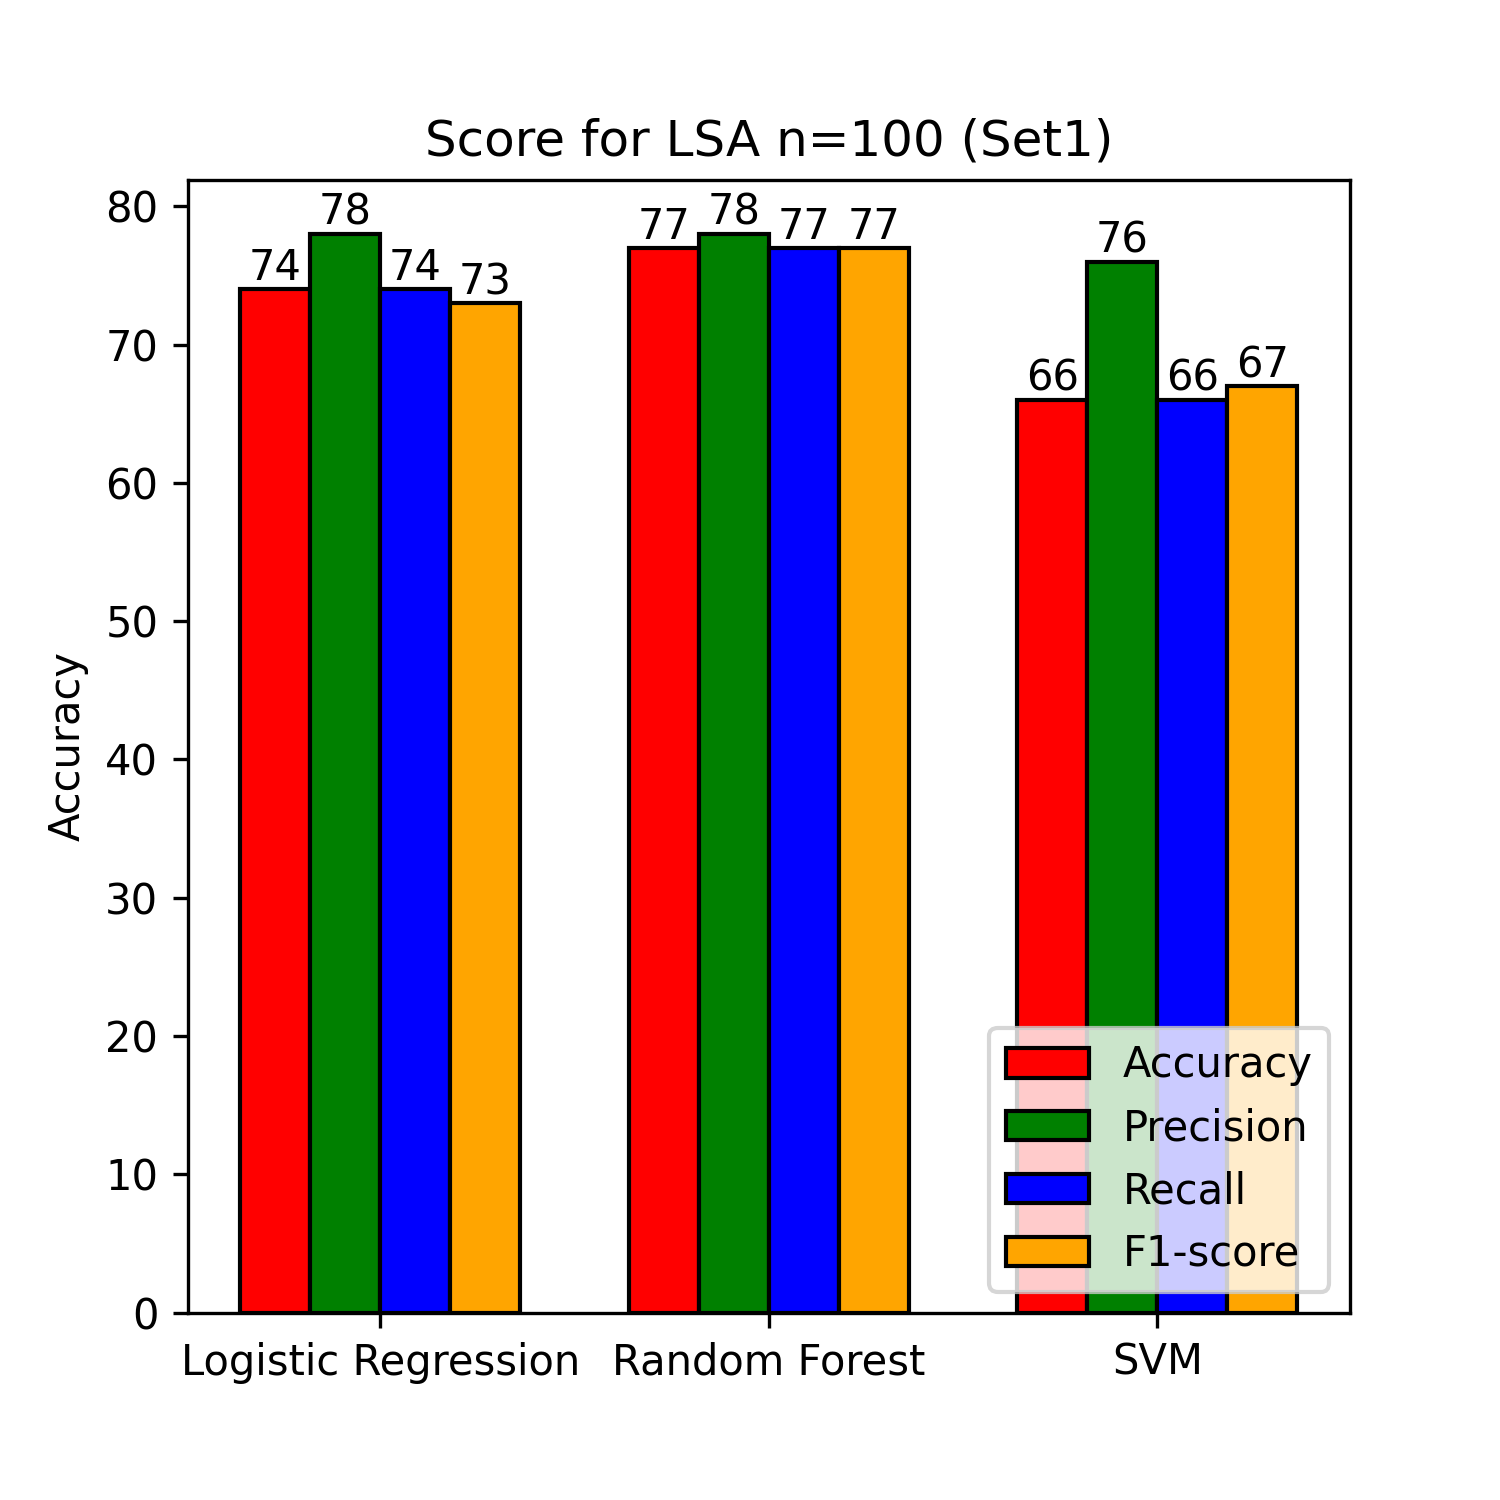 Score for LSA n=100 (Set1)
Accuracy
80
70
60
50
40
30
20
10
0
74 78 74 73
77 78 77 77
66 76 66 67
Accuracy
Precision
Recall
F1-score
Logistic Regression Random Forest SVM